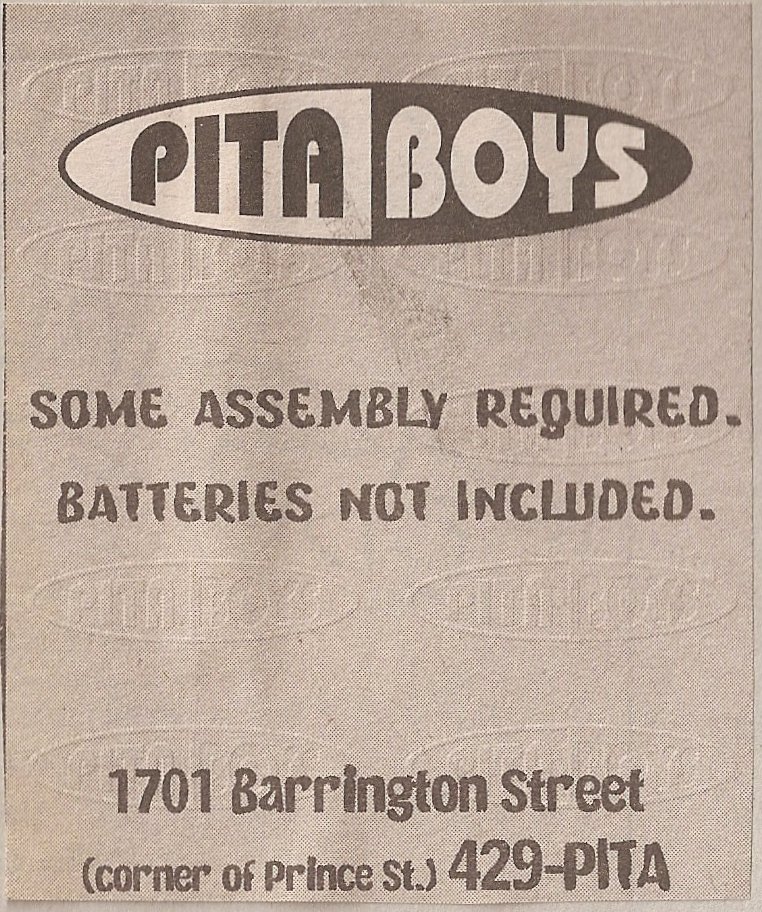 PITA BOYS
SOME ASSEMBLY REQUIRED.
BATTERIES NOT INCLUDED.
1701 Barrington Street
(corner of Prince St.) 429-PITA